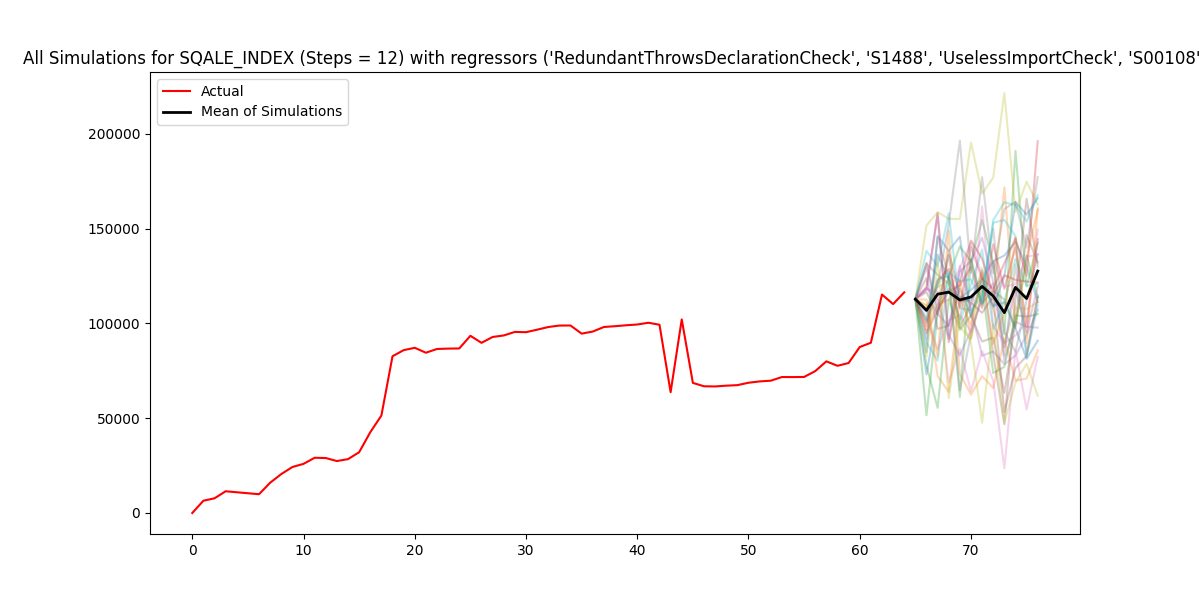 All Simulations for SQALE_INDEX (Steps = 12) with regressors ('RedundantThrowsDeclarationCheck', 'S1488', 'UselessImportCheck', 'S00108'
Actual
Mean of Simulations
200000
150000
100000
50000
0
0 10 20 30 40 50 60 70